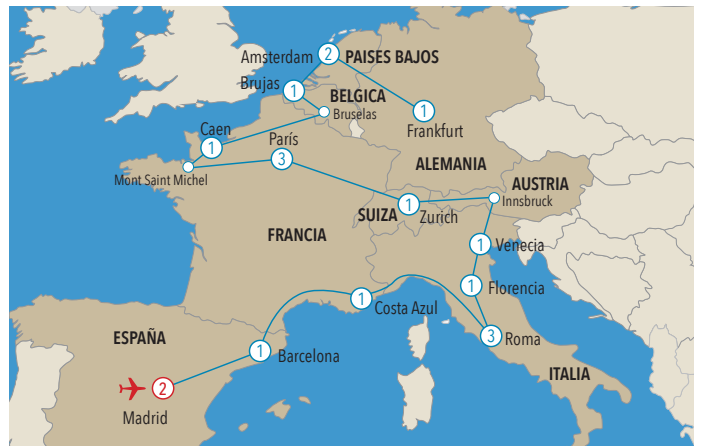 Amsterdam
2
PAISES BAJOS
Brujas
1
BELGICA
Bruselas
1
Frankfurt
Caen
1
París
3
Mont Saint Michel
ALEMANIA
AUSTRIA
Innsbruck
SUIZA
1
Zurich
FRANCIA
1
Venecia
1
Florencia
1
Costa Azul
3
Roma
ESPAÑA
1
Barcelona
ITALIA
2
Madrid